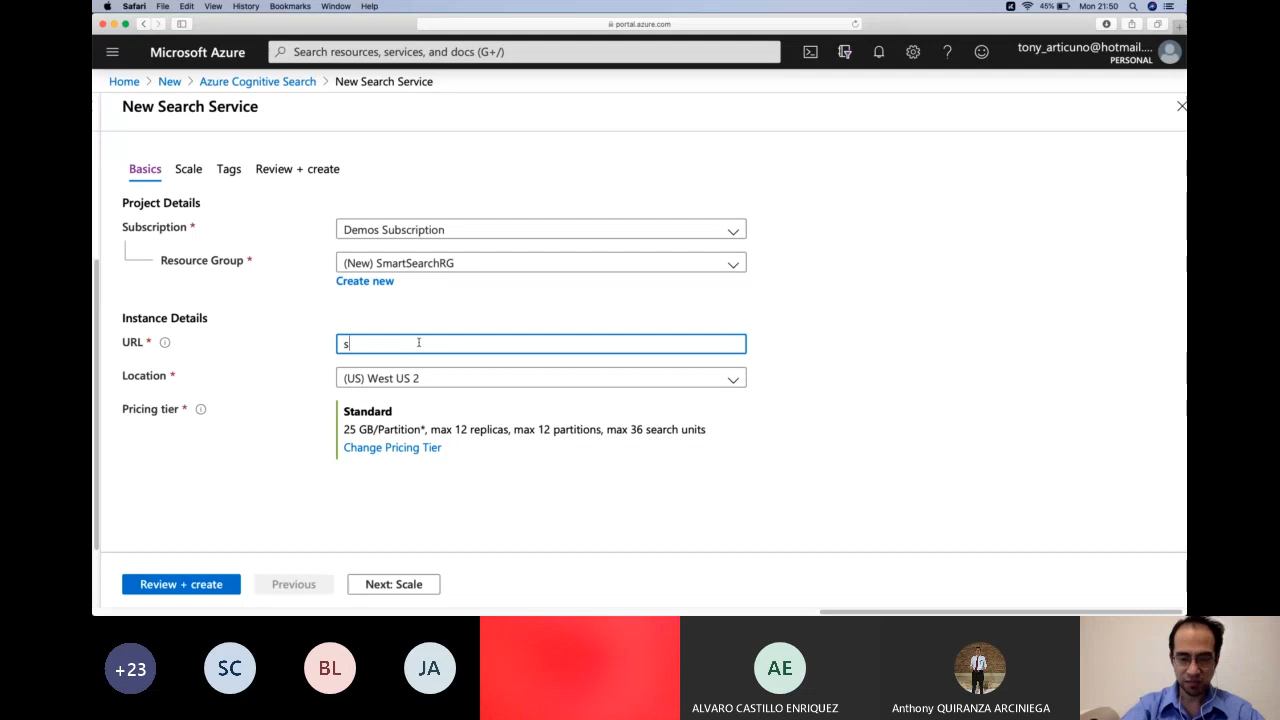 Safari File Edit View History Bookmarks Window Help 45% Mon 21:50
portal.azure.com
Microsoft Azure Search resources, services, and docs (G+/) tony_articuno@hotmail....
PERSONAL
Home > New > Azure Cognitive Search > New Search Service
New Search Service
Basics Scale Tags Review + create
Project Details
Subscription * Demos Subscription
Resource Group * (New) SmartSearchRG
Create new
Instance Details
URL * s
Location * (US) West US 2
Pricing tier * Standard
25 GB/Partition*, max 12 replicas, max 12 partitions, max 36 search units
Change Pricing Tier
Review + create Previous Next: Scale
+23 SC BL JA AE
ALVARO CASTILLO ENRIQUEZ Anthony QUIRANZA ARCINIEGA